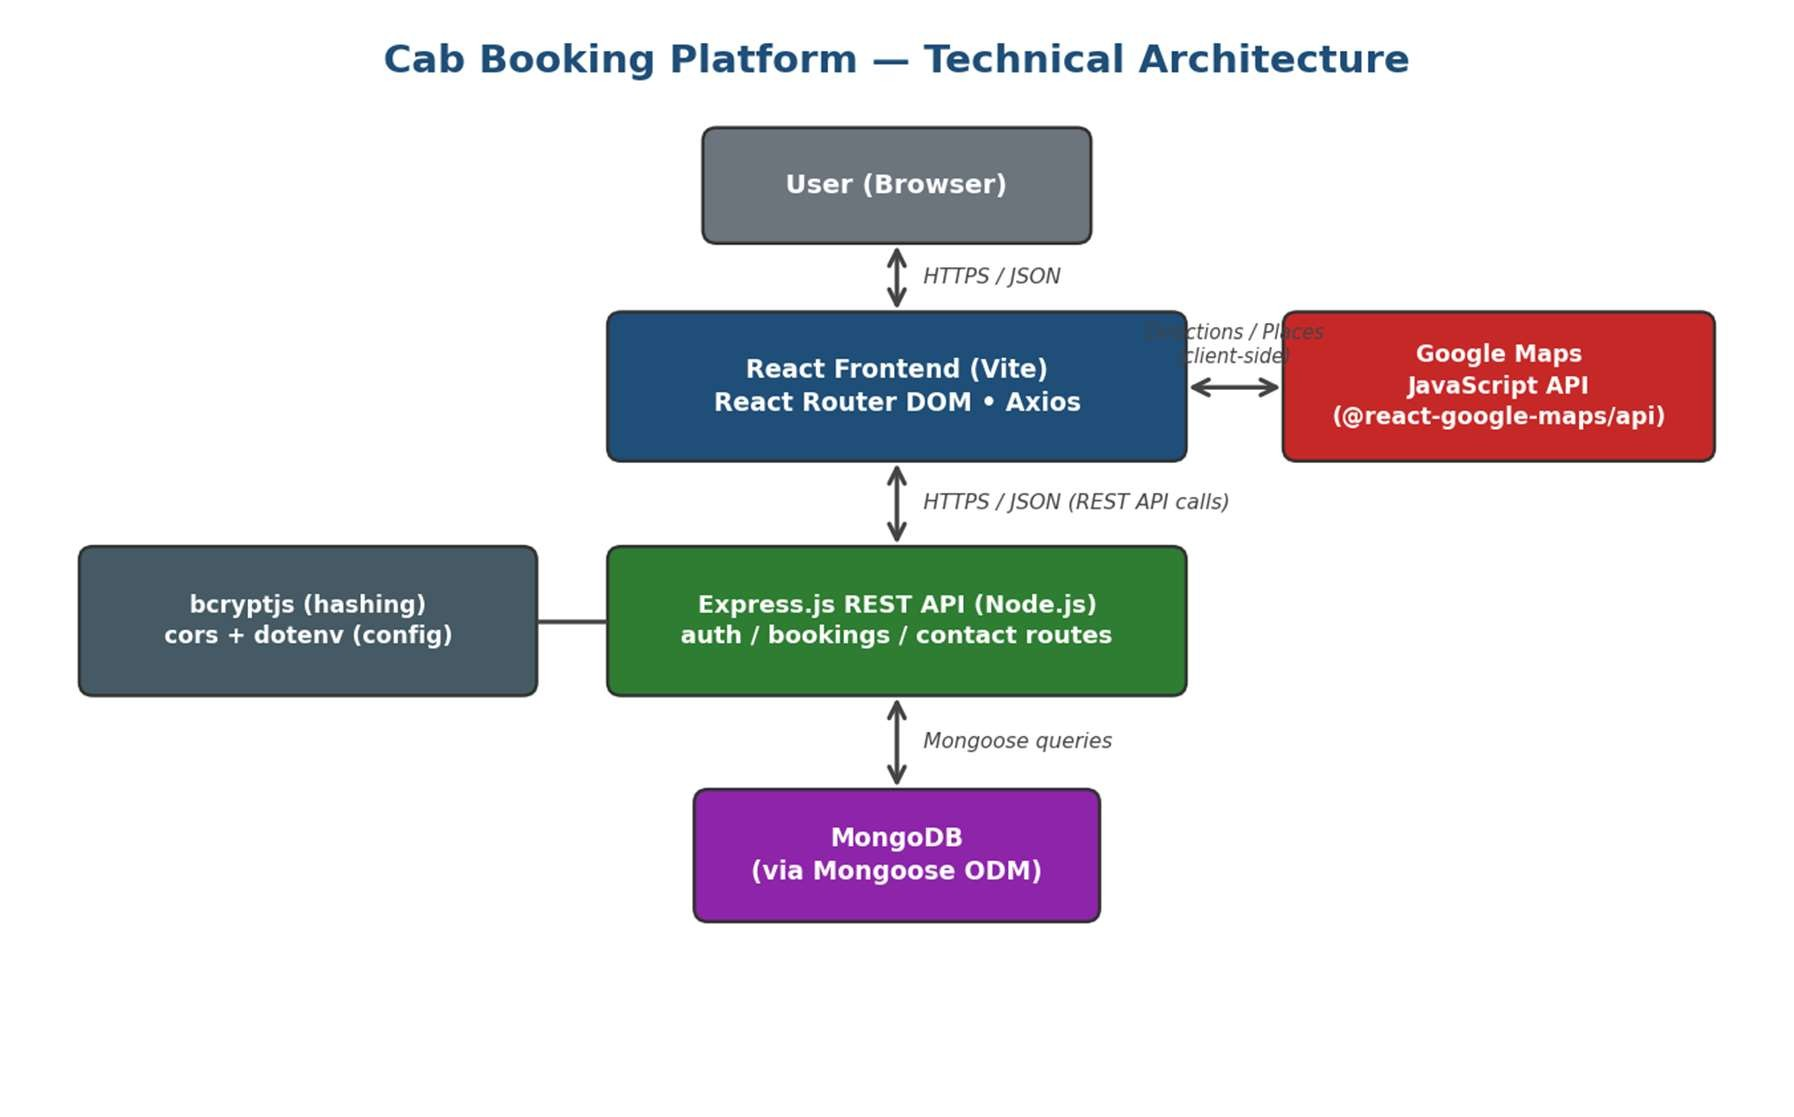 Cab Booking Platform — Technical Architecture
User (Browser)
HTTPS / JSON
React Frontend (Vite)
React Router DOM • Axios
Directions / Places
(client-side)
Google Maps
JavaScript API
(@react-google-maps/api)
HTTPS / JSON (REST API calls)
bcryptjs (hashing)
cors + dotenv (config)
Express.js REST API (Node.js)
auth / bookings / contact routes
Mongoose queries
MongoDB
(via Mongoose ODM)